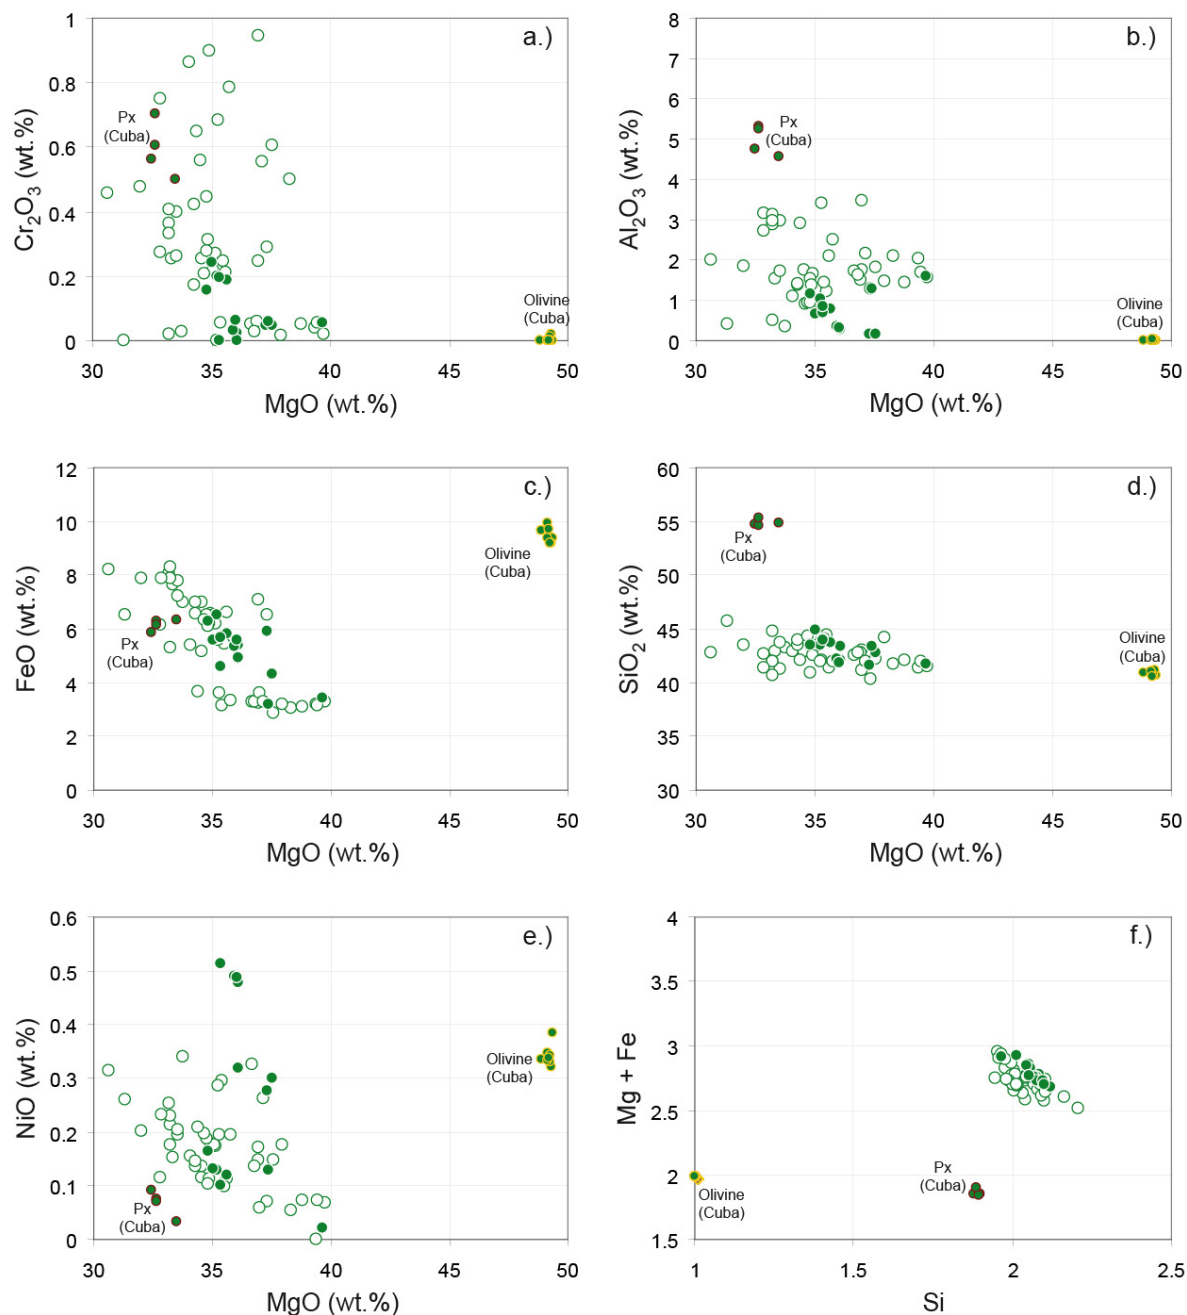 a.)
1
0.8
0.6
0.4
0.2
0
Cr₂O₃ (wt.%)
Px
(Cuba)
Olivine
(Cuba)
30 35 40 45 50
MgO (wt.%)
b.)
8
7
6
5
4
3
2
1
0
Al₂O₃ (wt.%)
Px
(Cuba)
Olivine
(Cuba)
30 35 40 45 50
MgO (wt.%)
c.)
12
10
8
6
4
2
0
FeO (wt.%)
Olivine
(Cuba)
Px
(Cuba)
30 35 40 45 50
MgO (wt.%)
d.)
60
55
50
45
40
35
30
SiO₂ (wt.%)
Px
(Cuba)
Olivine
(Cuba)
30 35 40 45 50
MgO (wt.%)
e.)
0.6
0.5
0.4
0.3
0.2
0.1
0
NiO (wt.%)
Olivine
(Cuba)
Px
(Cuba)
30 35 40 45 50
MgO (wt.%)
f.)
4
3.5
3
2.5
2
1.5
Mg + Fe
Px
(Cuba)
Olivine
(Cuba)
1 1.5 2 2.5
Si